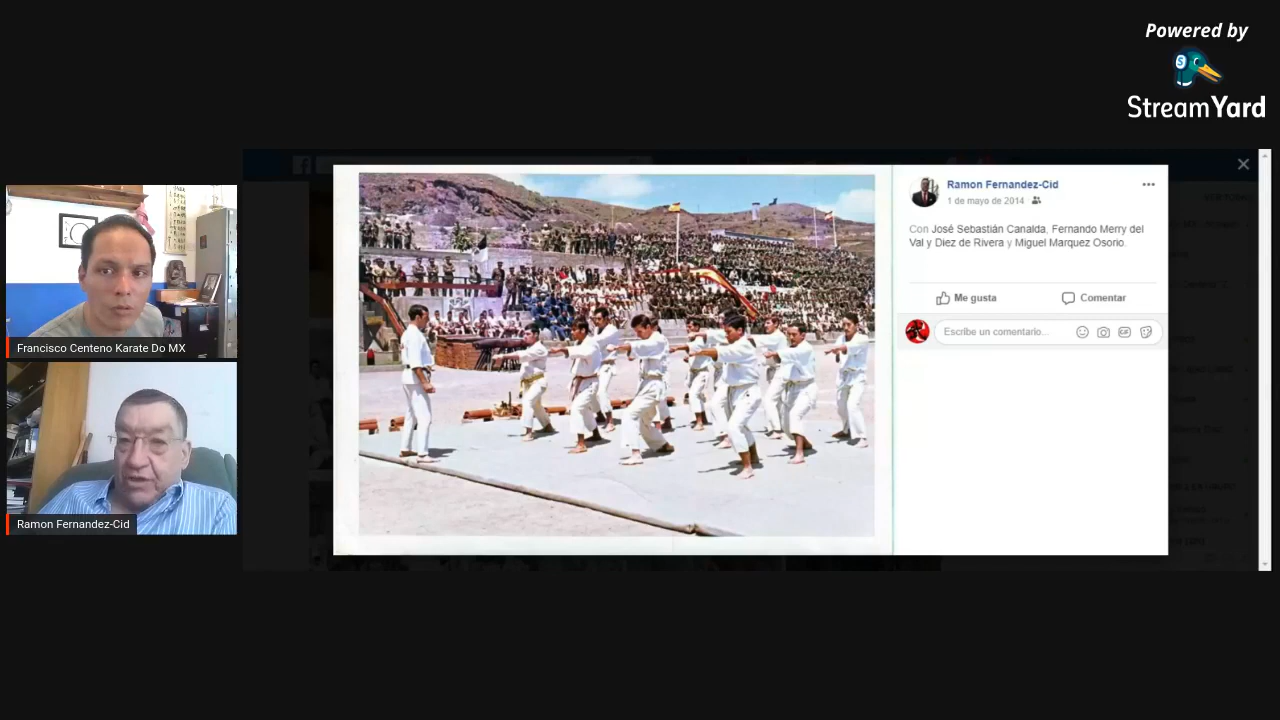 Powered by
StreamYard
Francisco Centeno Karate Do MX
Ramon Fernandez-Cid
Ramon Fernandez-Cid
1 de mayo de 2014
Con José Sebastián Canalda, Fernando Merry del
Val y Diez de Rivera y Miguel Marquez Osorio.
Me gusta
Comentar
Escribe un comentario...